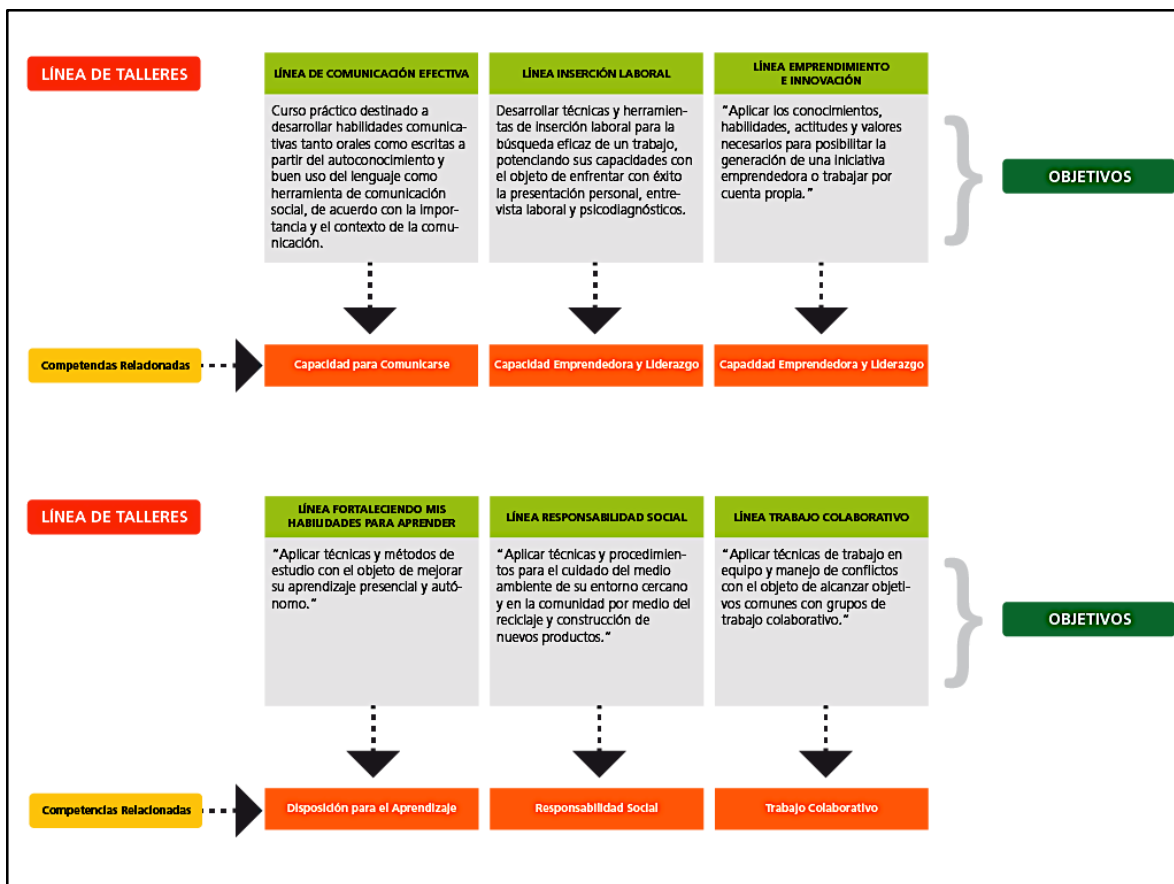 LÍNEA DE TALLERES
LÍNEA DE COMUNICACIÓN EFECTIVA
Curso práctico destinado a
desarrollar habilidades comunica-
tivas tanto orales como escritas a
partir del autoconocimiento y
buen uso del lenguaje como
herramienta de comunicación
social, de acuerdo con la impor-
tancia y el contexto de la comu-
nicación.
LÍNEA INSERCIÓN LABORAL
Desarrollar técnicas y herramien-
tas de inserción laboral para la
búsqueda eficaz de un trabajo,
potenciando sus capacidades con
el objeto de enfrentar con éxito
la presentación personal, entre-
vista laboral y psicodiagnósticos.
LÍNEA EMPRENDIMIENTO
E INNOVACIÓN
"Aplicar los conocimientos,
habilidades, actitudes y valores
necesarios para posibilitar la
generación de una iniciativa
emprendedora o trabajar por
cuenta propia."
OBJETIVOS
Competencias Relacionadas
Capacidad para Comunicarse
Capacidad Emprendedora y Liderazgo
Capacidad Emprendedora y Liderazgo
LÍNEA DE TALLERES
LÍNEA FORTALECIENDO MIS
HABILIDADES PARA APRENDER
"Aplicar técnicas y métodos de
estudio con el objeto de mejorar
su aprendizaje presencial y autó-
nomo."
LÍNEA RESPONSABILIDAD SOCIAL
"Aplicar técnicas y procedimien-
tos para el cuidado del medio
ambiente de su entorno cercano
y en la comunidad por medio del
reciclaje y construcción de
nuevos productos."
LÍNEA TRABAJO COLABORATIVO
"Aplicar técnicas de trabajo en
equipo y manejo de conflictos
con el objeto de alcanzar objeti-
vos comunes con grupos de
trabajo colaborativo."
OBJETIVOS
Competencias Relacionadas
Disposición para el Aprendizaje
Responsabilidad Social
Trabajo Colaborativo